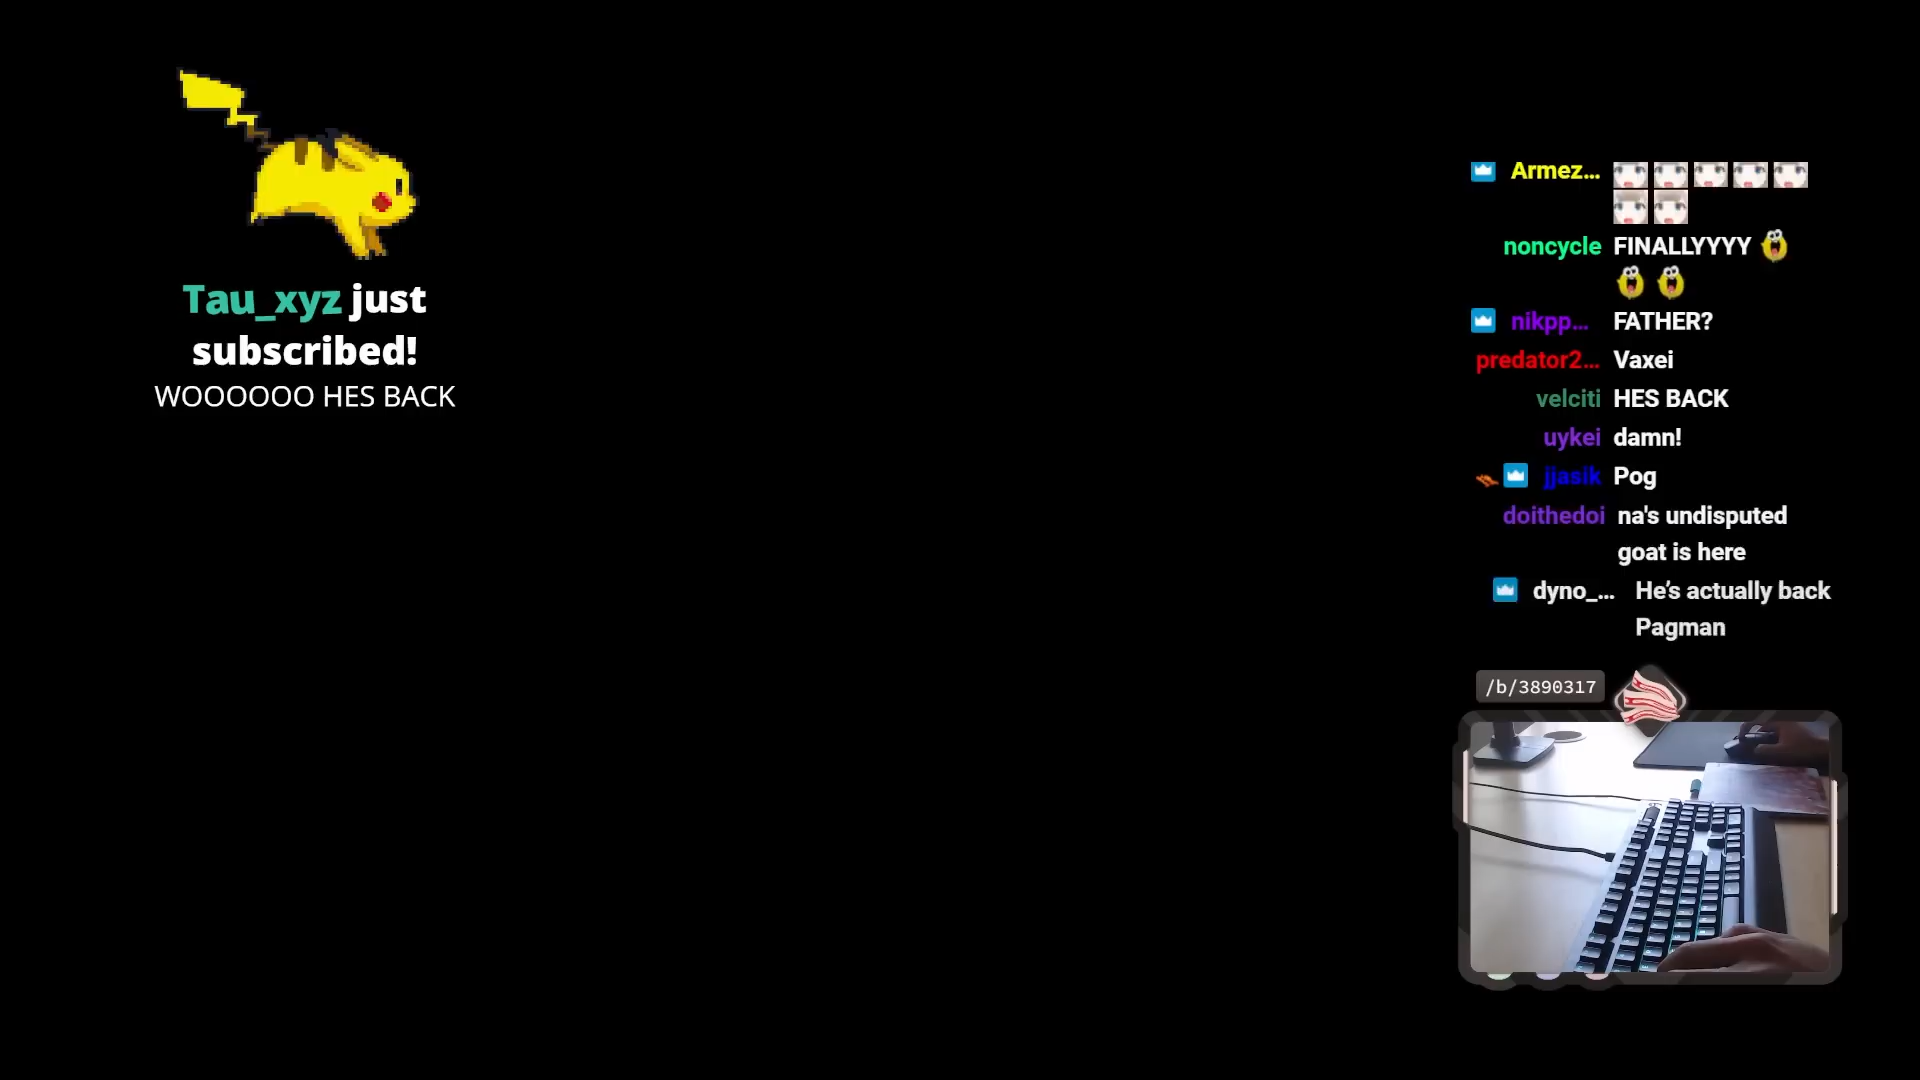 Tau_xyz just
subscribed!
WOOOOOO HES BACK
Armez...
noncycle FINALLYYYY
nikpp... FATHER?
predator2... Vaxei
velciti HES BACK
uykei damn!
jjasik Pog
doithedoi na's undisputed
goat is here
dyno_... He’s actually back
Pagman
/b/3890317